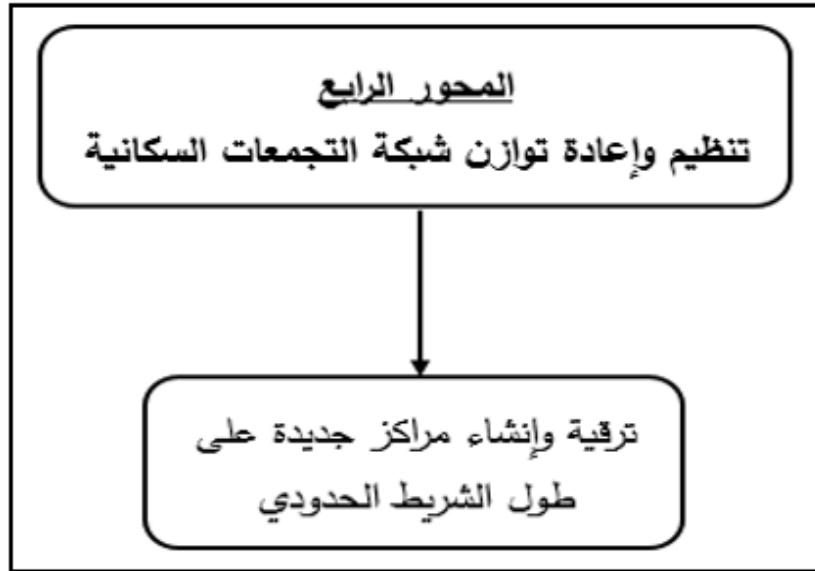 المحور الرابع
تنظيم وإعادة توازن شبكة التجمعات السكانية
ترقية وإنشاء مراكز جديدة على
طول الشريط الحدودي